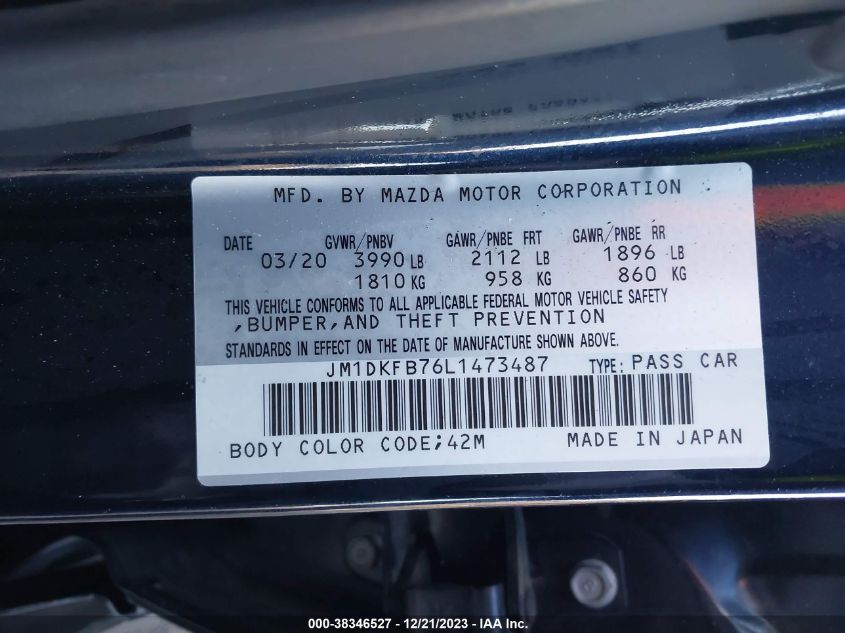 MFD. BY MAZDA MOTOR CORPORATION
DATE GVWR/PNBV GAWR/PNBE FRT GAWR/PNBE RR
03/20 3990 LB 2112 LB 1896 LB
1810 KG 958 KG 860 KG
THIS VEHICLE CONFORMS TO ALL APPLICABLE FEDERAL MOTOR VEHICLE SAFETY
,BUMPER,AND THEFT PREVENTION
STANDARDS IN EFFECT ON THE DATE OF MANUFACTURE SHOWN ABOVE.
JM1DKFB76L1473487 TYPE: PASS CAR
BODY COLOR CODE;42M MADE IN JAPAN
000-38346527 - 12/21/2023 - IAA Inc.